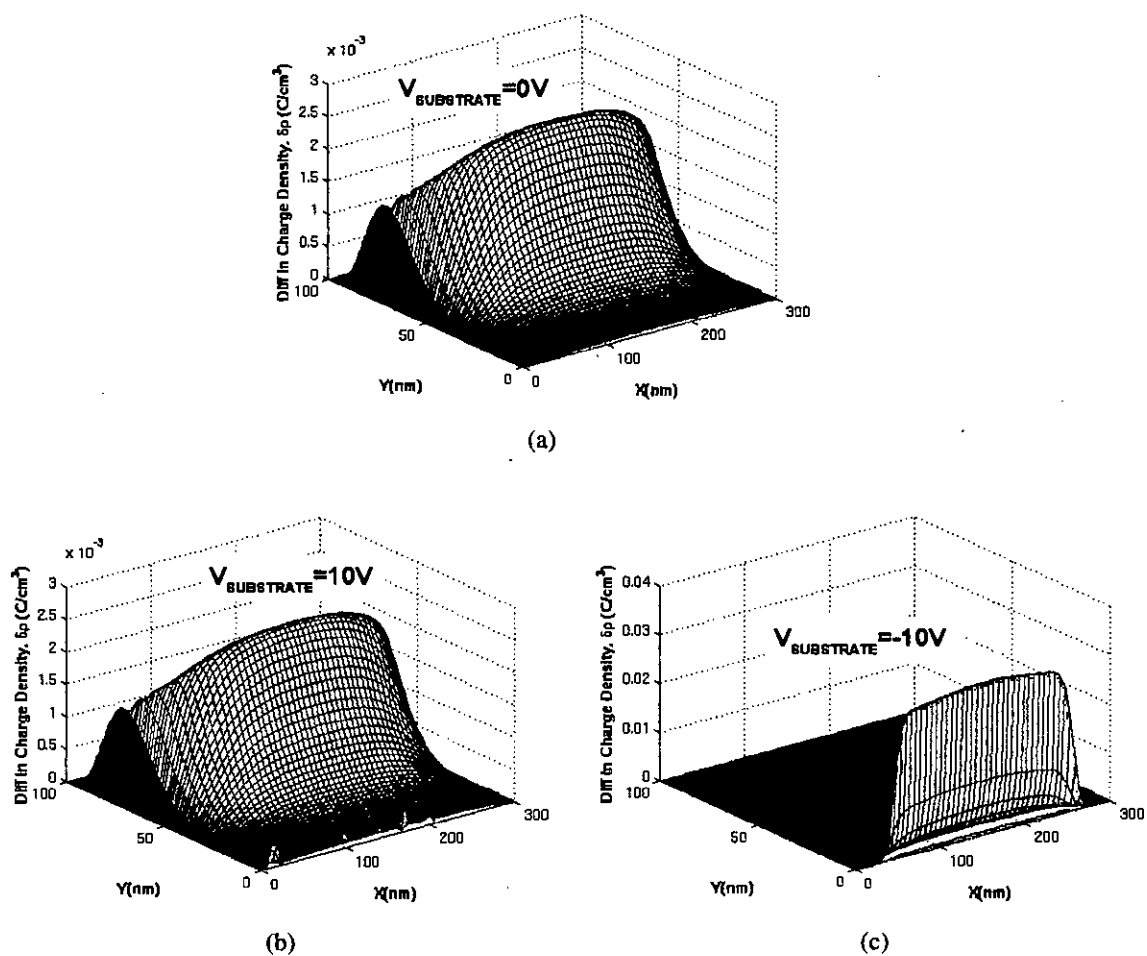 x 10⁻³
3
2.5
2
1.5
1
0.5
0
Diff in Charge Density, δρ (C/cm³)
V_SUBSTRATE=0V
100
50
0
Y(nm)
0
100
200
300
X(nm)
(a)
x 10⁻³
3
2.5
2
1.5
1
0.5
0
Diff in Charge Density, δρ (C/cm³)
V_SUBSTRATE=10V
100
50
0
Y(nm)
0
100
200
300
X(nm)
(b)
0.04
0.03
0.02
0.01
0
Diff in Charge Density, δρ (C/cm³)
V_SUBSTRATE=-10V
100
50
0
Y(nm)
0
100
200
300
X(nm)
(c)